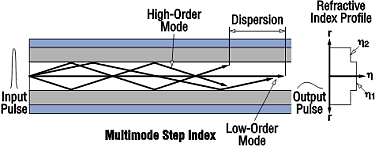 High-Order
Mode
Dispersion
Refractive
Index Profile
r
η2
η
η1
r
Input
Pulse
Output
Pulse
Multimode Step Index
Low-Order
Mode